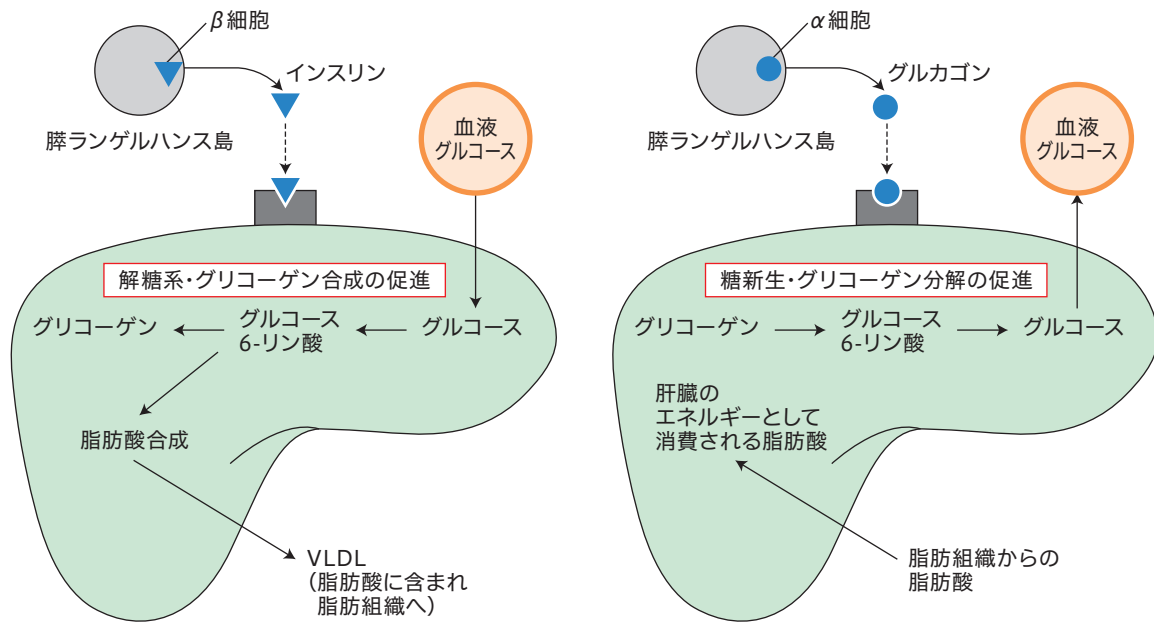 β細胞
インスリン
膵ランゲルハンス島
血液
グルコース
解糖系・グリコーゲン合成の促進
グリコーゲン
グルコース
6-リン酸
グルコース
脂肪酸合成
VLDL
（脂肪酸に含まれ
脂肪組織へ）
α細胞
グルカゴン
膵ランゲルハンス島
血液
グルコース
糖新生・グリコーゲン分解の促進
グリコーゲン
グルコース
6-リン酸
グルコース
肝臓の
エネルギーとして
消費される脂肪酸
脂肪組織からの
脂肪酸